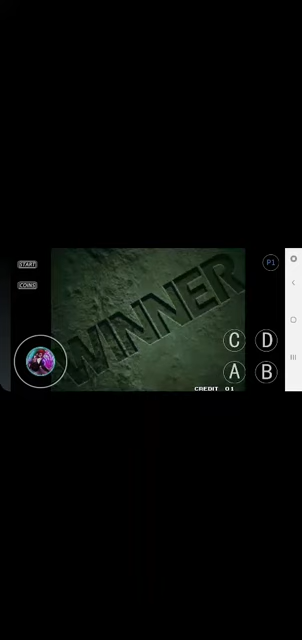 START
P1
COINS
WINNER
C D
A B
CREDIT 01